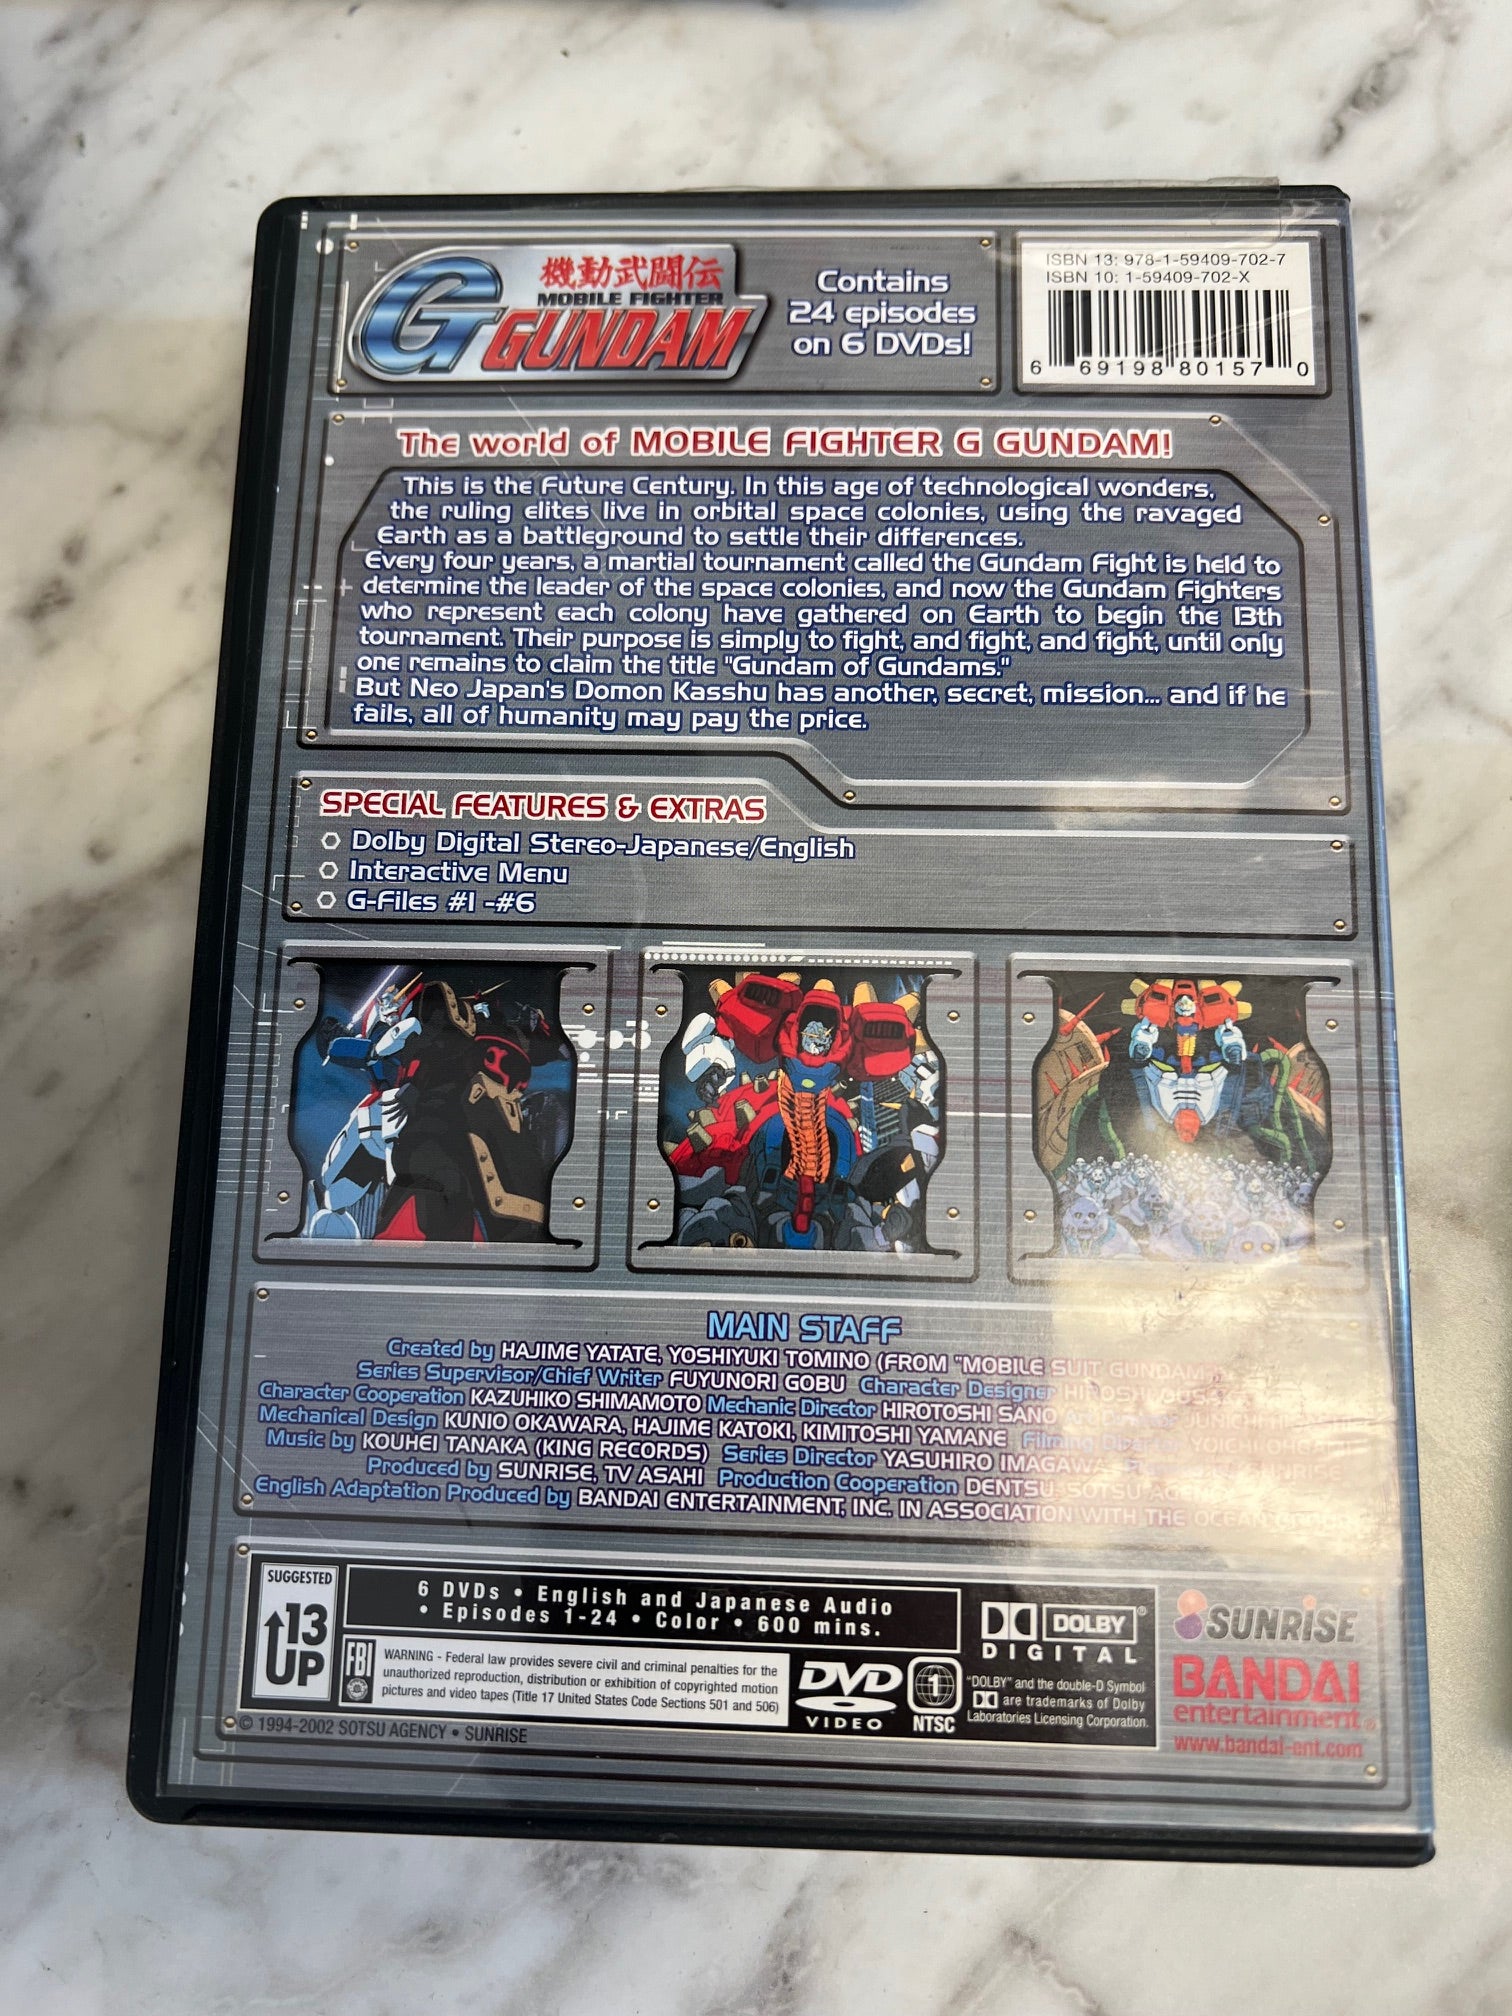 機動武闘伝
MOBILE FIGHTER
G GUNDAM
Contains
24 episodes
on 6 DVDs!
ISBN 13: 978-1-59409-702-7
ISBN 10: 1-59409-702-X
6 69198 80157 0
The world of MOBILE FIGHTER G GUNDAM!
This is the Future Century. In this age of technological wonders,
the ruling elites live in orbital space colonies, using the ravaged
Earth as a battleground to settle their differences.
Every four years, a martial tournament called the Gundam Fight is held to
determine the leader of the space colonies, and now the Gundam Fighters
who represent each colony have gathered on Earth to begin the 13th
tournament. Their purpose is simply to fight, and fight, and fight, until only
one remains to claim the title "Gundam of Gundams."
But Neo Japan's Domon Kasshu has another, secret, mission... and if he
fails, all of humanity may pay the price.
SPECIAL FEATURES & EXTRAS
Dolby Digital Stereo-Japanese/English
Interactive Menu
G-Files #1 -#6
MAIN STAFF
Created by HAJIME YATATE, YOSHIYUKI TOMINO (FROM "MOBILE SUIT GUNDAM")
Series Supervisor/Chief Writer FUYUNORI GOBU Character Designer HIROSHI
Character Cooperation KAZUHIKO SHIMAMOTO Mechanic Director HIROTOSHI SANO
Mechanical Design KUNIO OKAWARA, HAJIME KATOKI, KIMITOSHI YAMANE Filming Director YOICHI OHGAMI
Music by KOUHEI TANAKA (KING RECORDS) Series Director YASUHIRO IMAGAWA
Produced by SUNRISE, TV ASAHI Production Cooperation DENTSU, SOTSU AGENCY
English Adaptation Produced by BANDAI ENTERTAINMENT, INC. IN ASSOCIATION WITH THE OCEAN GROUP
SUGGESTED
13
UP
6 DVDs • English and Japanese Audio
• Episodes 1-24 • Color • 600 mins.
FBI
WARNING - Federal law provides severe civil and criminal penalties for the
unauthorized reproduction, distribution or exhibition of copyrighted motion
pictures and video tapes (Title 17 United States Code Sections 501 and 506)
DVD
VIDEO
1
NTSC
DOLBY®
DIGITAL
"DOLBY" and the double-D Symbol
are trademarks of Dolby
Laboratories Licensing Corporation.
SUNRISE
BANDAI
entertainment®
www.bandai-ent.com
© 1994-2002 SOTSU AGENCY • SUNRISE